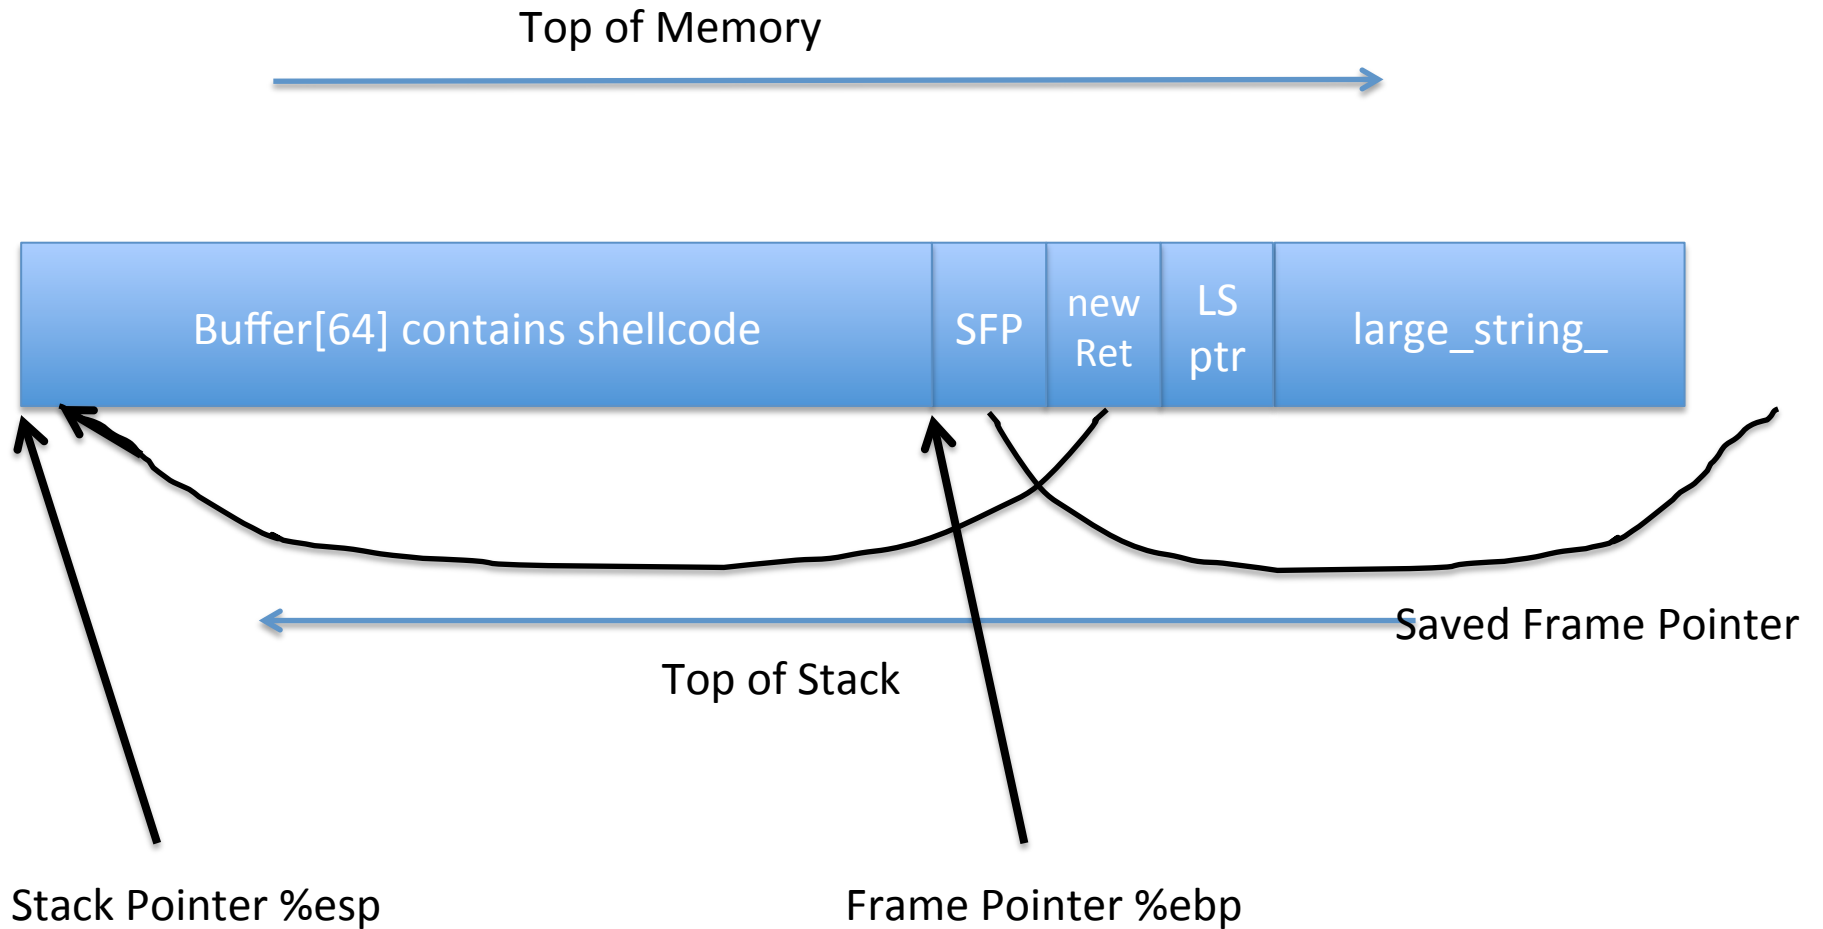 Top of Memory
Buffer[64] contains shellcode
SFP
new
Ret
LS
ptr
large_string_
Saved Frame Pointer
Top of Stack
Stack Pointer %esp
Frame Pointer %ebp